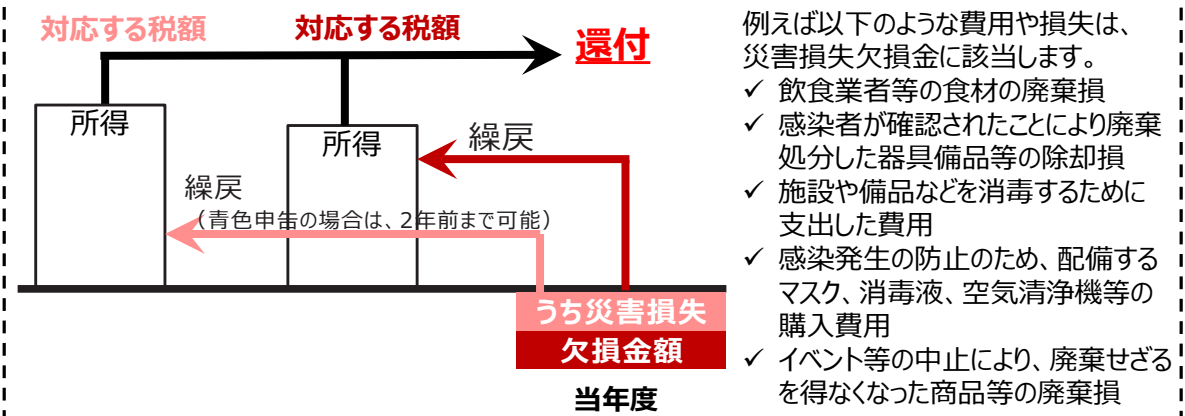 対応する税額
対応する税額
還付
所得
所得
繰戻
繰戻
（青色申告の場合は、2年前まで可能）
うち災害損失
欠損金額
当年度
例えば以下のような費用や損失は、
災害損失欠損金に該当します。
✓ 飲食業者等の食材の廃棄損
✓ 感染者が確認されたことにより廃棄
処分した器具備品等の除却損
✓ 施設や備品などを消毒するために
支出した費用
✓ 感染発生の防止のため、配備する
マスク、消毒液、空気清浄機等の
購入費用
✓ イベント等の中止により、廃棄せざる
を得なくなった商品等の廃棄損